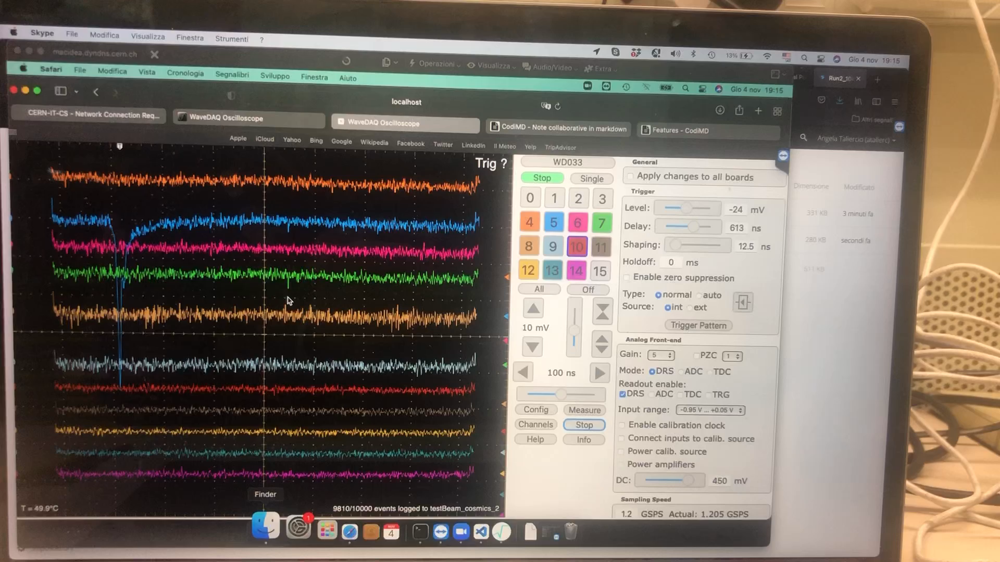 Skype File Modifica Visualizza Finestra Strumenti ?
13% Gio 4 nov 19:15
macidea.dyndns.cern.ch
Operazioni Visualizza Audio/Video Extra
Safari File Modifica Vista Cronologia Segnalibri Sviluppo Finestra Aiuto
Gio 4 nov 19:15
localhost
CERN-IT-CS - Network Connection Req...
WaveDAQ Oscilloscope
WaveDAQ Oscilloscope
CodiMD - Note collaborative in markdown
Features - CodiMD
Apple iCloud Yahoo Bing Google Wikipedia Facebook Twitter LinkedIn Il Meteo Yelp TripAdvisor
Altri segnali
Angela Taliercio (atalierc)
Dimensione Modificato
331 KB 3 minuti fa
280 KB secondi fa
611 KB
Trig ?
T
WD033
Stop Single
0 1 2 3
4 5 6 7
8 9 10 11
12 13 14 15
All Off
10 mV
100 ns
Config Measure
Channels Stop
Help Info
General
Apply changes to all boards
Trigger
Level: -24 mV
Delay: 613 ns
Shaping: 12.5 ns
Holdoff: 0 ms
Enable zero suppression
Type: normal auto
Source: int ext
Trigger Pattern
Analog Front-end
Gain: 5 PZC 1
Mode: DRS ADC TDC
Readout enable:
DRS ADC TDC TRG
Input range: -0.95 V ... +0.05 V
Enable calibration clock
Connect inputs to calib. source
Power calib. source
Power amplifiers
DC: 450 mV
Sampling Speed
1.2 GSPS Actual: 1.205 GSPS
Finder
T = 49.9°C
9810/10000 events logged to testBeam_cosmics_2
1
NOV
4